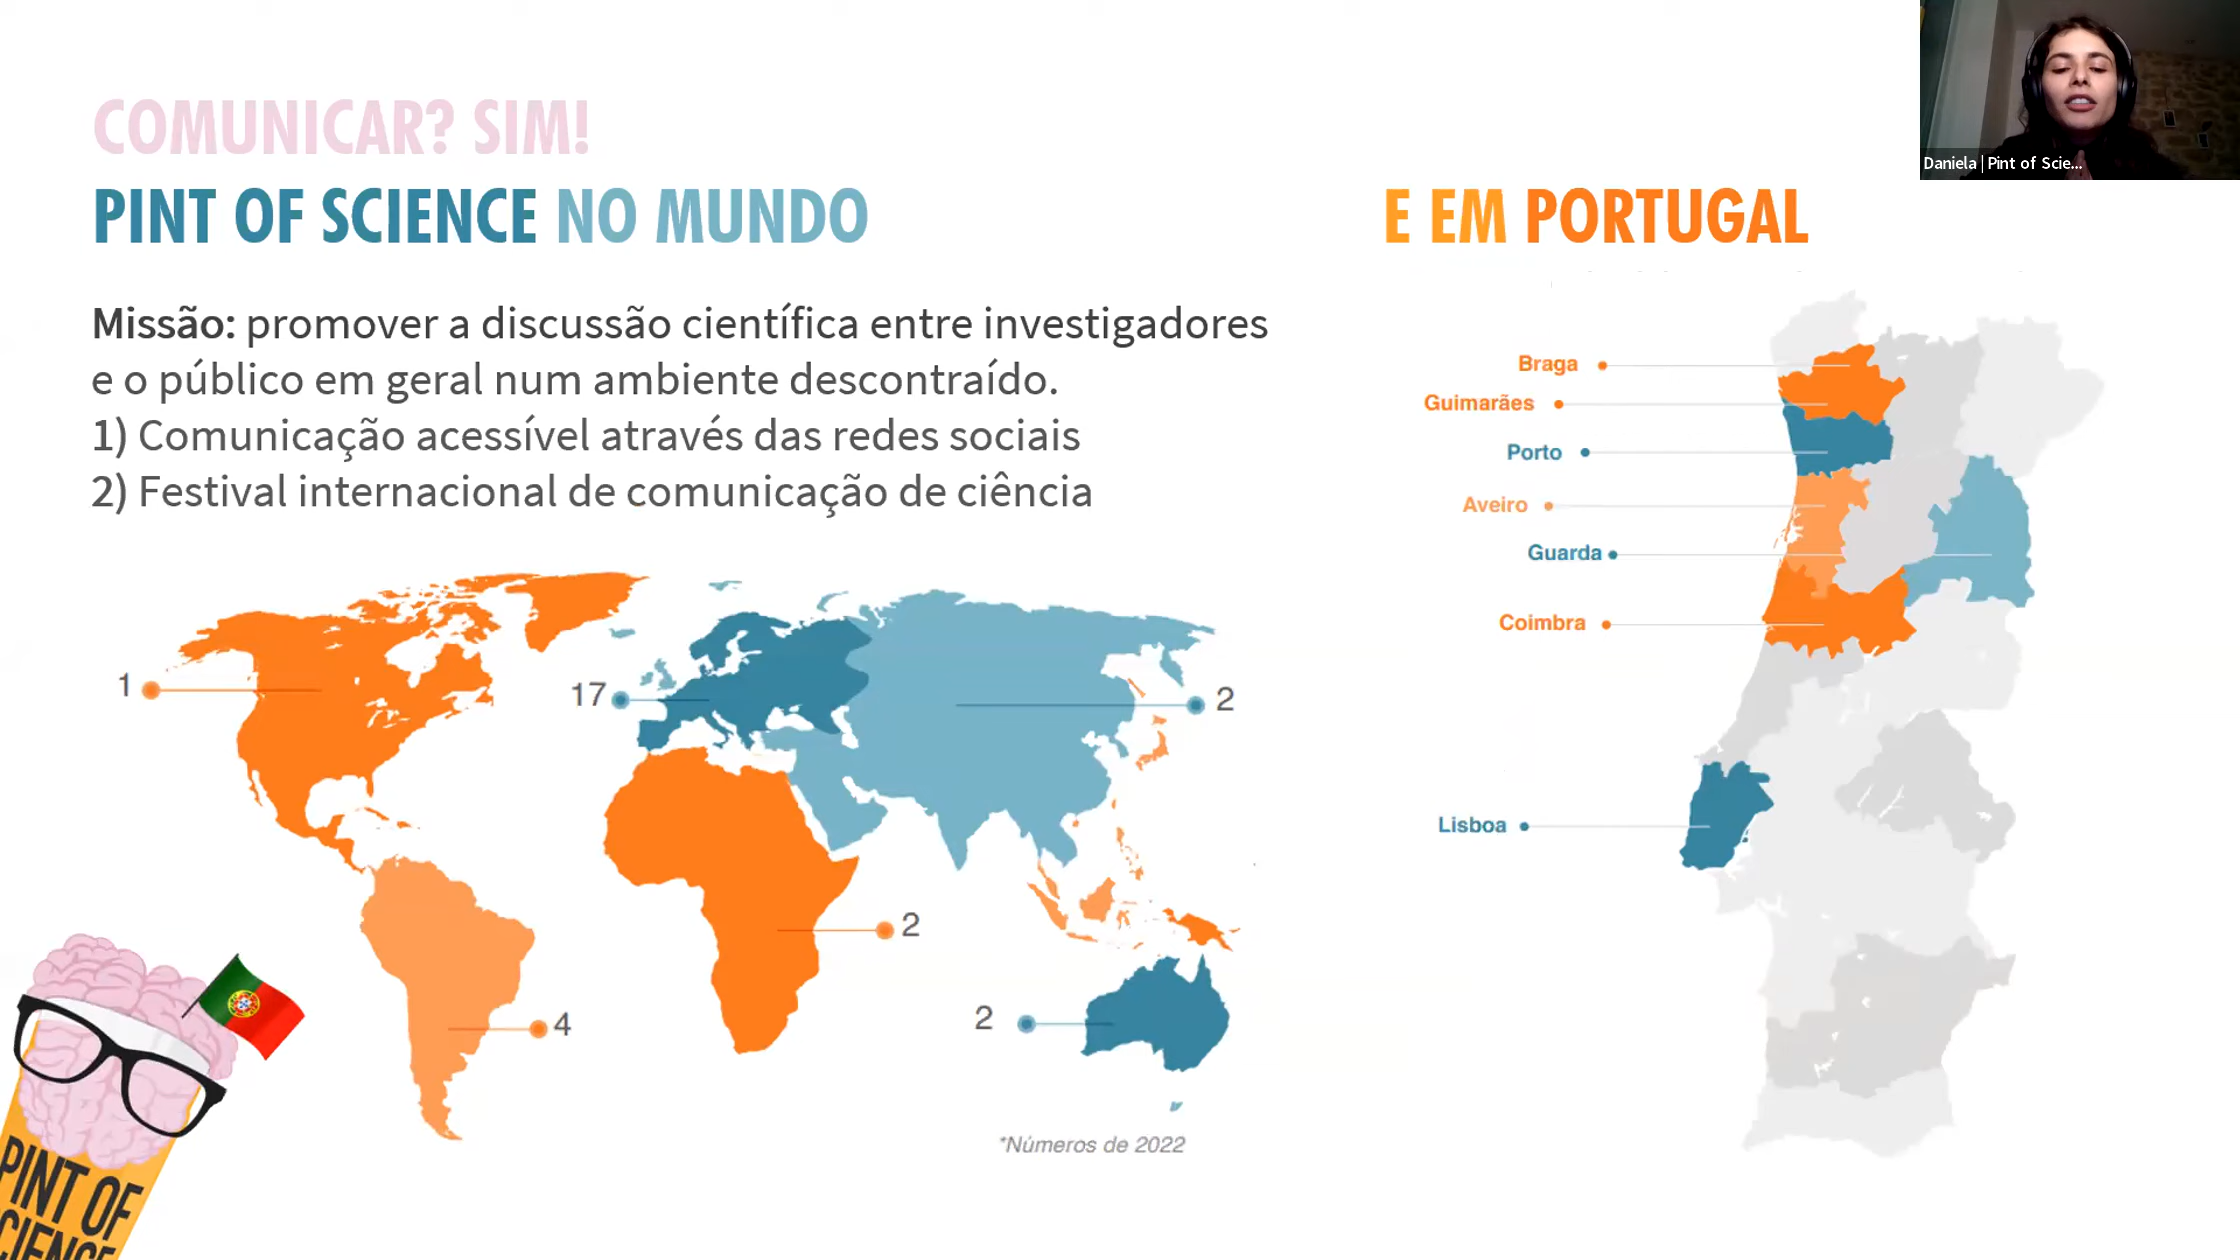 COMUNICAR? SIM!
PINT OF SCIENCE NO MUNDO
E EM PORTUGAL
Missão: promover a discussão científica entre investigadores
e o público em geral num ambiente descontraído.
1) Comunicação acessível através das redes sociais
2) Festival internacional de comunicação de ciência
1
17
2
2
4
2
*Números de 2022
Braga
Guimarães
Porto
Aveiro
Guarda
Coimbra
Lisboa
PINT OF
SCIENCE
Daniela | Pint of Scie...